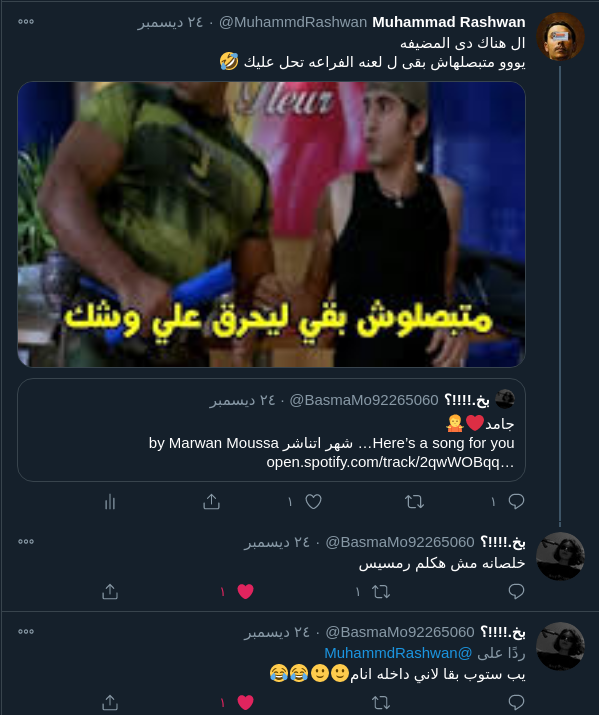 Muhammad Rashwan @MuhammdRashwan · ٢٤ ديسمبر
ال هناك دى المضيفه
يووو متبصلهاش بقى ل لعنه الفراعه تحل عليك 🤣
fleur
متبصلوش بقي ليحرق علي وشك
بخ.!!!!؟ @BasmaMo92265060 · ٢٤ ديسمبر
جامد❤️🤷
Here's a song for you… شهر اتناشر by Marwan Moussa
open.spotify.com/track/2qwWOBqq…
١ ١
بخ.!!!!؟ @BasmaMo92265060 · ٢٤ ديسمبر
خلصانه مش هكلم رمسيس
١ ١
بخ.!!!!؟ @BasmaMo92265060 · ٢٤ ديسمبر
ردًا على @MuhammdRashwan
يب ستوب بقا لاني داخله انام🙂🙂😂😂
١